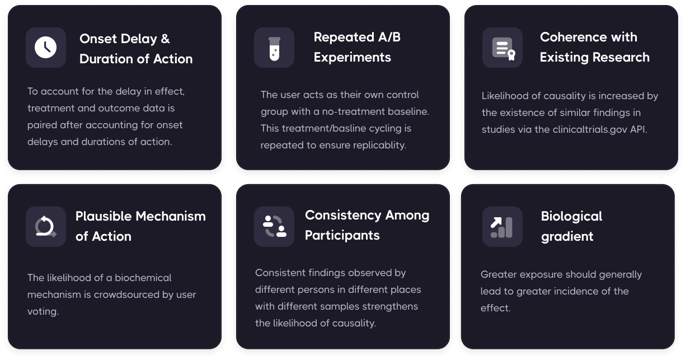 Onset Delay &
Duration of Action
To account for the delay in effect,
treatment and outcome data is
paired after accounting for onset
delays and durations of action.
Repeated A/B
Experiments
The user acts as their own control
group with a no-treatment baseline.
This treatment/basline cycling is
repeated to ensure replicablity.
Coherence with
Existing Research
Likelihood of causality is increased by
the existence of similar findings in
studies via the clinicaltrials.gov API.
Plausible Mechanism
of Action
The likelihood of a biochemical
mechanism is crowdsourced by user
voting.
Consistency Among
Participants
Consistent findings observed by
different persons in different places
with different samples strengthens
the likelihood of causality.
Biological
gradient
Greater exposure should generally
lead to greater incidence of the
effect.